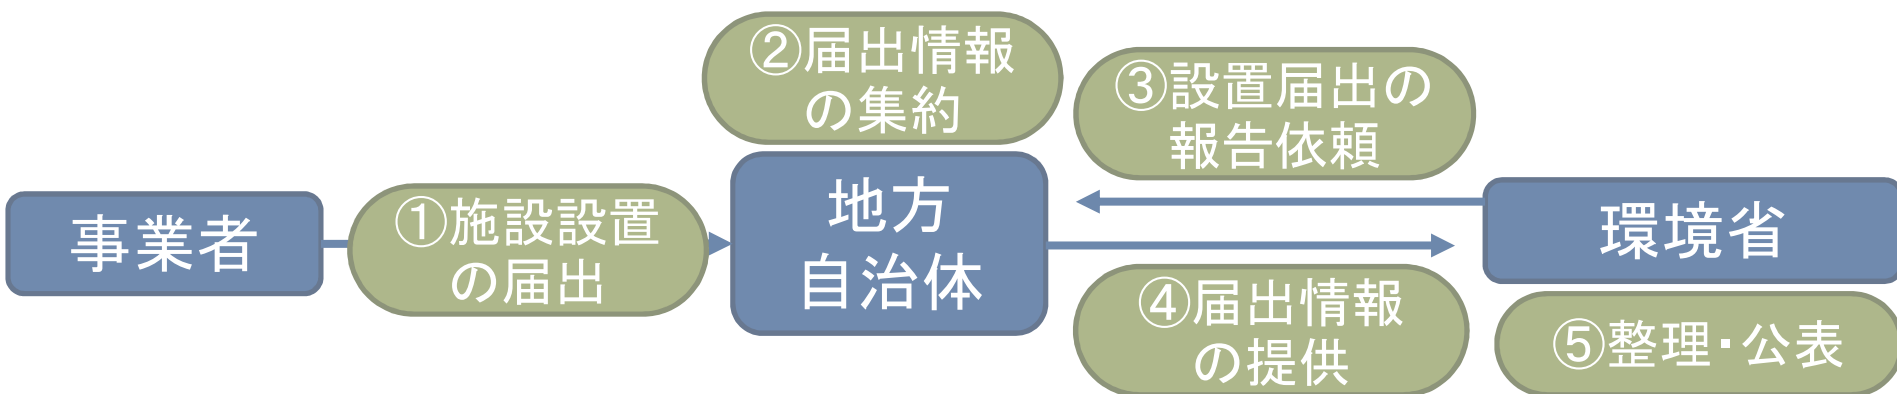 事業者
①施設設置
の届出
②届出情報
の集約
地方
自治体
③設置届出の
報告依頼
④届出情報
の提供
環境省
⑤整理・公表